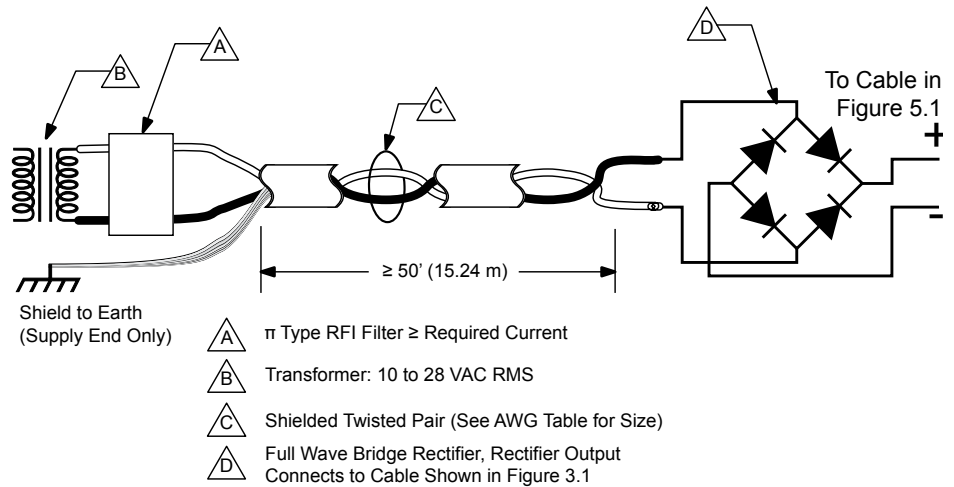 D
A
B
C
To Cable in
Figure 5.1
+
-
≥ 50’ (15.24 m)
Shield to Earth
(Supply End Only)
A π Type RFI Filter ≥ Required Current
B Transformer: 10 to 28 VAC RMS
C Shielded Twisted Pair (See AWG Table for Size)
D Full Wave Bridge Rectifier, Rectifier Output
Connects to Cable Shown in Figure 3.1